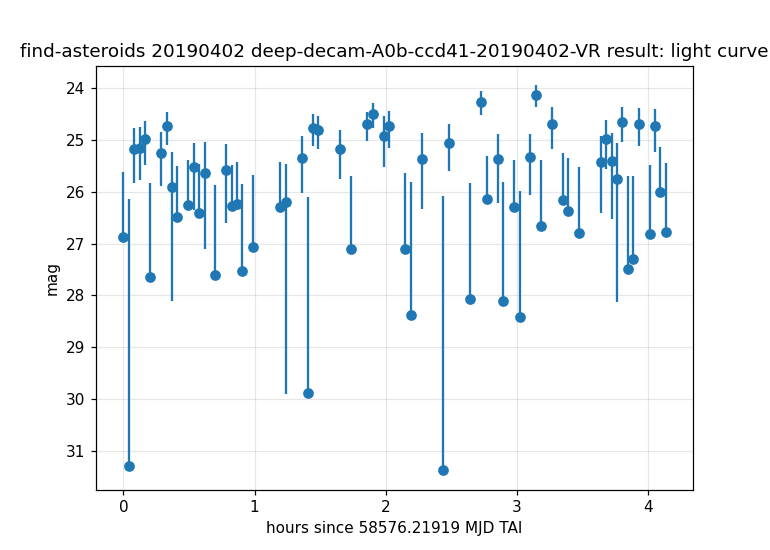 find-asteroids 20190402 deep-decam-A0b-ccd41-20190402-VR result: light curve
24
25
26
27
28
29
30
31
mag
0 1 2 3 4
hours since 58576.21919 MJD TAI